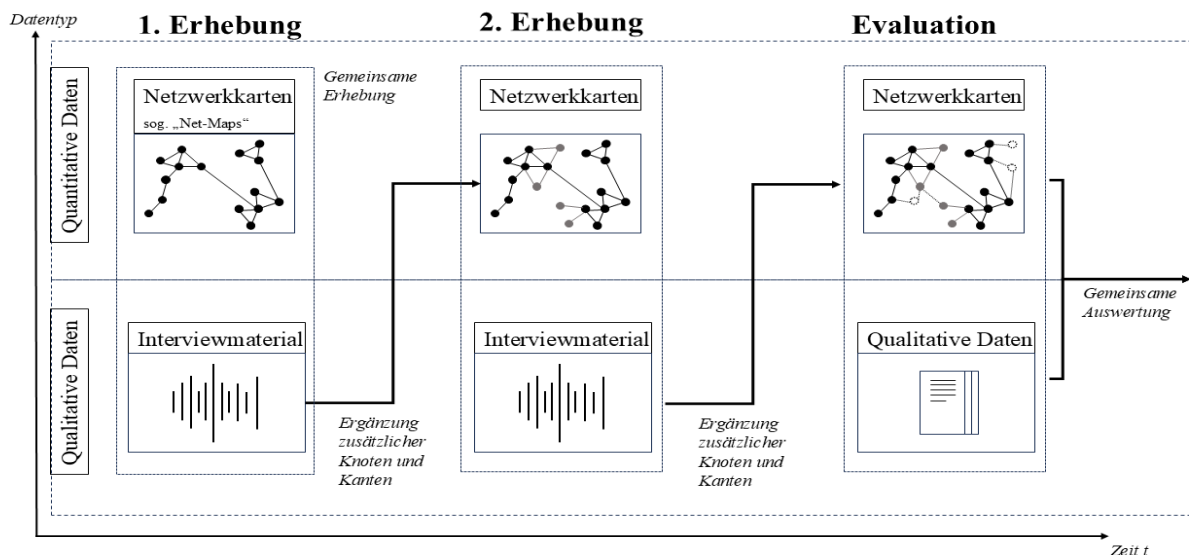 Datentyp
1. Erhebung
2. Erhebung
Evaluation
Quantitative Daten
Netzwerkkarten
sog. „Net-Maps“
Gemeinsame
Erhebung
Netzwerkkarten
Netzwerkkarten
Gemeinsame
Auswertung
Qualitative Daten
Interviewmaterial
Ergänzung
zusätzlicher
Knoten und
Kanten
Interviewmaterial
Ergänzung
zusätzlicher
Knoten und
Kanten
Qualitative Daten
Zeit t